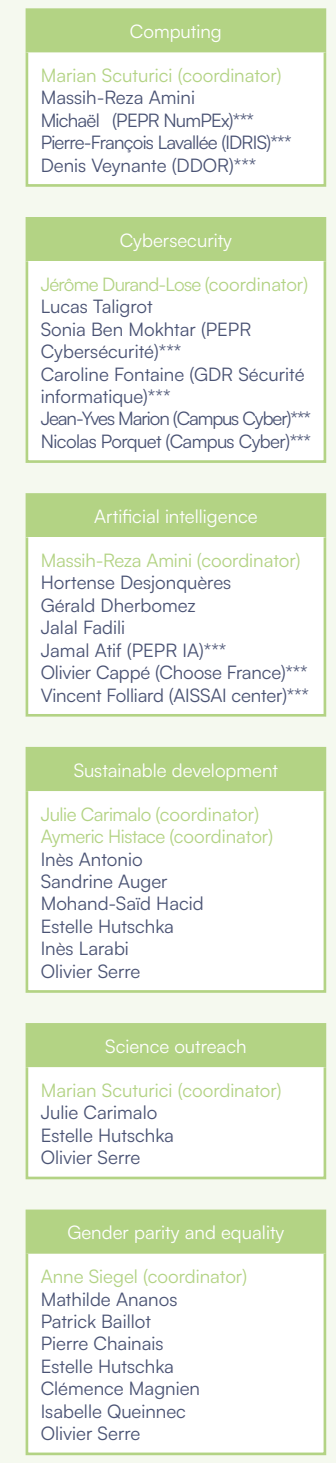 Computing
Marian Scuturici (coordinator)
Massih-Reza Amini
Michaël (PEPR NumPEx)***
Pierre-François Lavallée (IDRIS)***
Denis Veynante (DDOR)***
Cybersecurity
Jérôme Durand-Lose (coordinator)
Lucas Taligrot
Sonia Ben Mokhtar (PEPR
Cybersécurité)***
Caroline Fontaine (GDR Sécurité
informatique)***
Jean-Yves Marion (Campus Cyber)***
Nicolas Porquet (Campus Cyber)***
Artificial intelligence
Massih-Reza Amini (coordinator)
Hortense Desjonquères
Gérald Dherbomez
Jalal Fadili
Jamal Atif (PEPR IA)***
Olivier Cappé (Choose France)***
Vincent Folliard (AISSAI center)***
Sustainable development
Julie Carimalo (coordinator)
Aymeric Histace (coordinator)
Inès Antonio
Sandrine Auger
Mohand-Saïd Hacid
Estelle Hutschka
Inès Larabi
Olivier Serre
Science outreach
Marian Scuturici (coordinator)
Julie Carimalo
Estelle Hutschka
Olivier Serre
Gender parity and equality
Anne Siegel (coordinator)
Mathilde Ananos
Patrick Baillot
Pierre Chainais
Estelle Hutschka
Clémence Magnien
Isabelle Queinnec
Olivier Serre